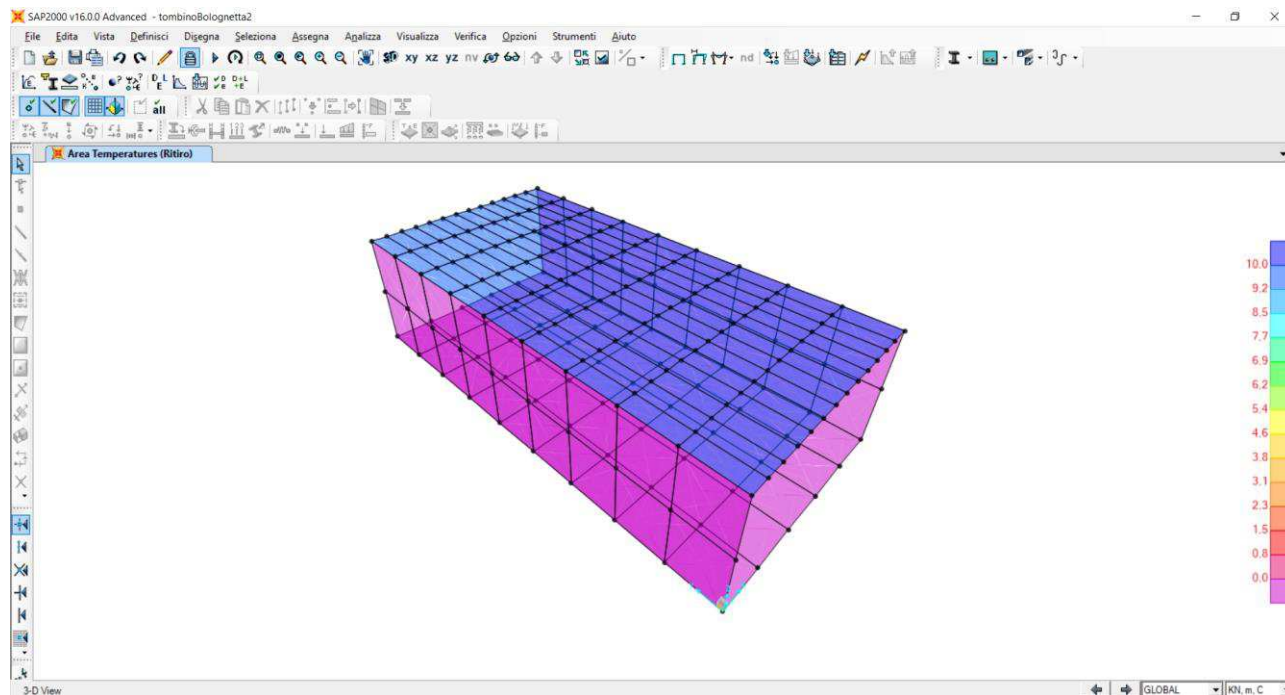 SAP2000 v16.0.0 Advanced - tombinoBolognetta2
File Edita Vista Definisci Disegna Seleziona Assegna Analizza Visualizza Verifica Opzioni Strumenti Aiuto
xy xz yz nv nd
all
Area Temperatures (Ritiro)
10.0
9.2
8.5
7.7
6.9
6.2
5.4
4.6
3.8
3.1
2.3
1.5
0.8
0.0
3-D View
GLOBAL
KN, m, C